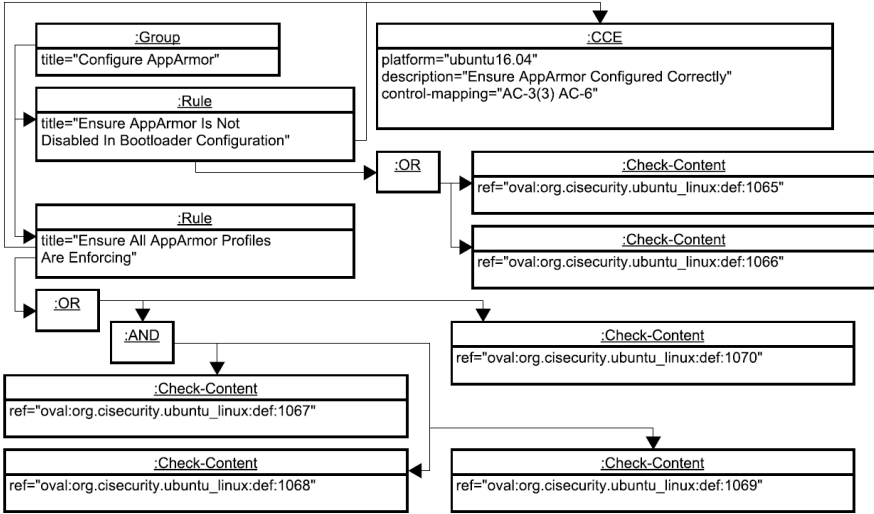 :Group
title="Configure AppArmor"
:CCE
platform="ubuntu16.04"
description="Ensure AppArmor Configured Correctly"
control-mapping="AC-3(3) AC-6"
:Rule
title="Ensure AppArmor Is Not
Disabled In Bootloader Configuration"
:OR
:Check-Content
ref="oval:org.cisecurity.ubuntu_linux:def:1065"
:Check-Content
ref="oval:org.cisecurity.ubuntu_linux:def:1066"
:Rule
title="Ensure All AppArmor Profiles
Are Enforcing"
:OR
:AND
:Check-Content
ref="oval:org.cisecurity.ubuntu_linux:def:1070"
:Check-Content
ref="oval:org.cisecurity.ubuntu_linux:def:1067"
:Check-Content
ref="oval:org.cisecurity.ubuntu_linux:def:1068"
:Check-Content
ref="oval:org.cisecurity.ubuntu_linux:def:1069"